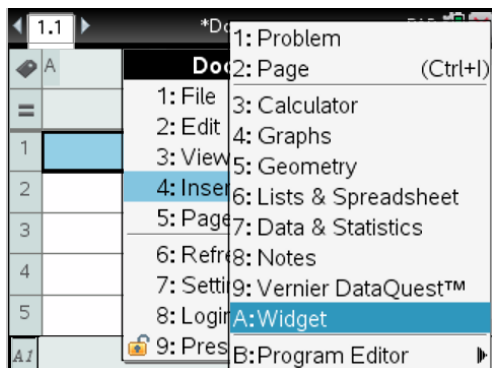 1.1
*Do
1: Problem
A
Doc
2: Page (Ctrl+I)
=
1: File
3: Calculator
2: Edit
4: Graphs
1
3: View
5: Geometry
2
4: Inser
6: Lists & Spreadsheet
3
5: Page
7: Data & Statistics
6: Refre
8: Notes
4
7: Settin
9: Vernier DataQuest™
5
8: Login
A: Widget
A1
9: Pres
B: Program Editor